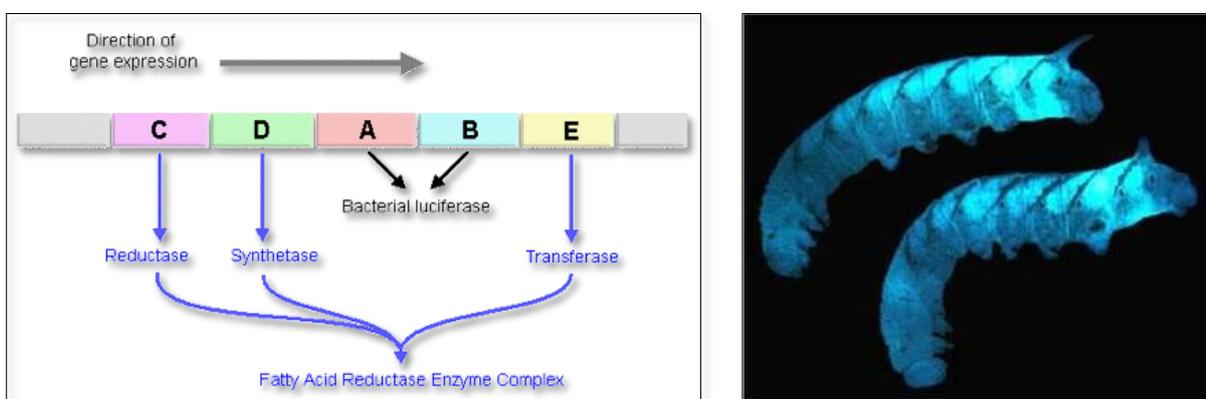 Direction of
gene expression
C D A B E
Bacterial luciferase
Reductase Synthetase Transferase
Fatty Acid Reductase Enzyme Complex